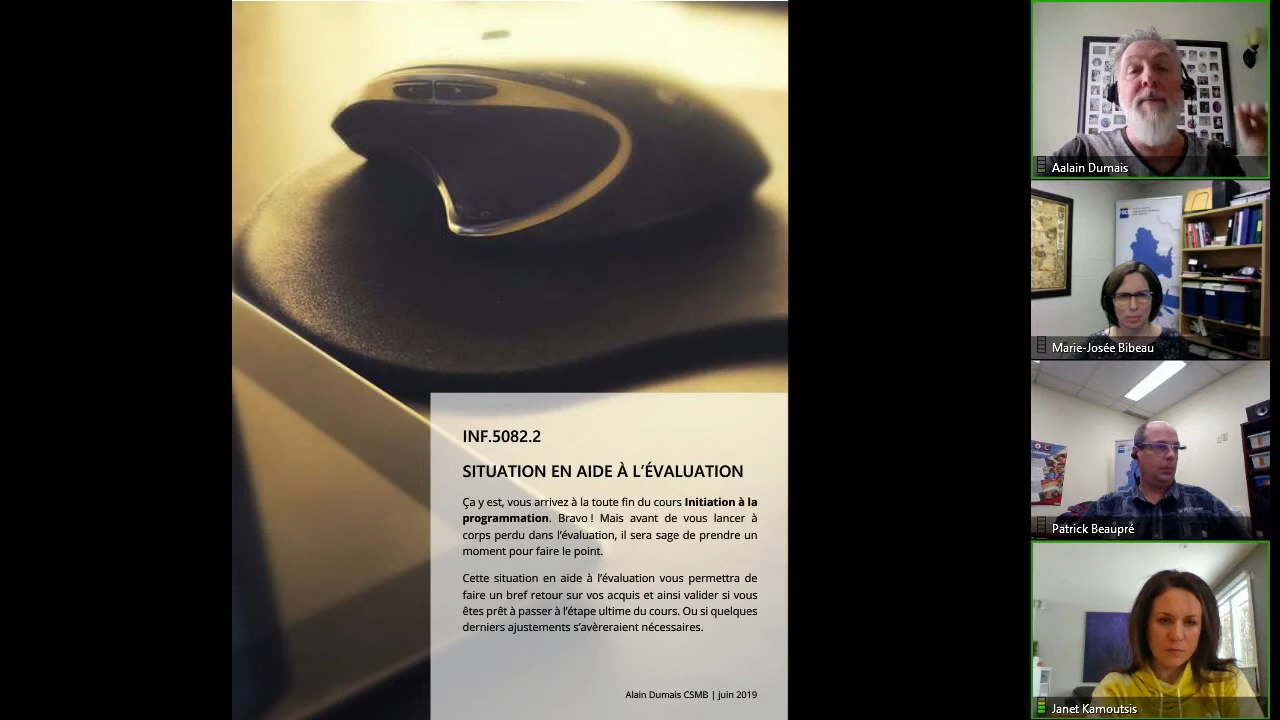 INF.5082.2
SITUATION EN AIDE À L’ÉVALUATION
Ça y est, vous arrivez à la toute fin du cours Initiation à la
programmation. Bravo ! Mais avant de vous lancer à
corps perdu dans l’évaluation, il sera sage de prendre un
moment pour faire le point.
Cette situation en aide à l’évaluation vous permettra de
faire un bref retour sur vos acquis et ainsi valider si vous
êtes prêt à passer à l’étape ultime du cours. Ou si quelques
derniers ajustements s’avèreraient nécessaires.
Alain Dumais CSMB | juin 2019
Aalain Dumais
Marie-Josée Bibeau
Patrick Beaupré
Janet Kamoutsis